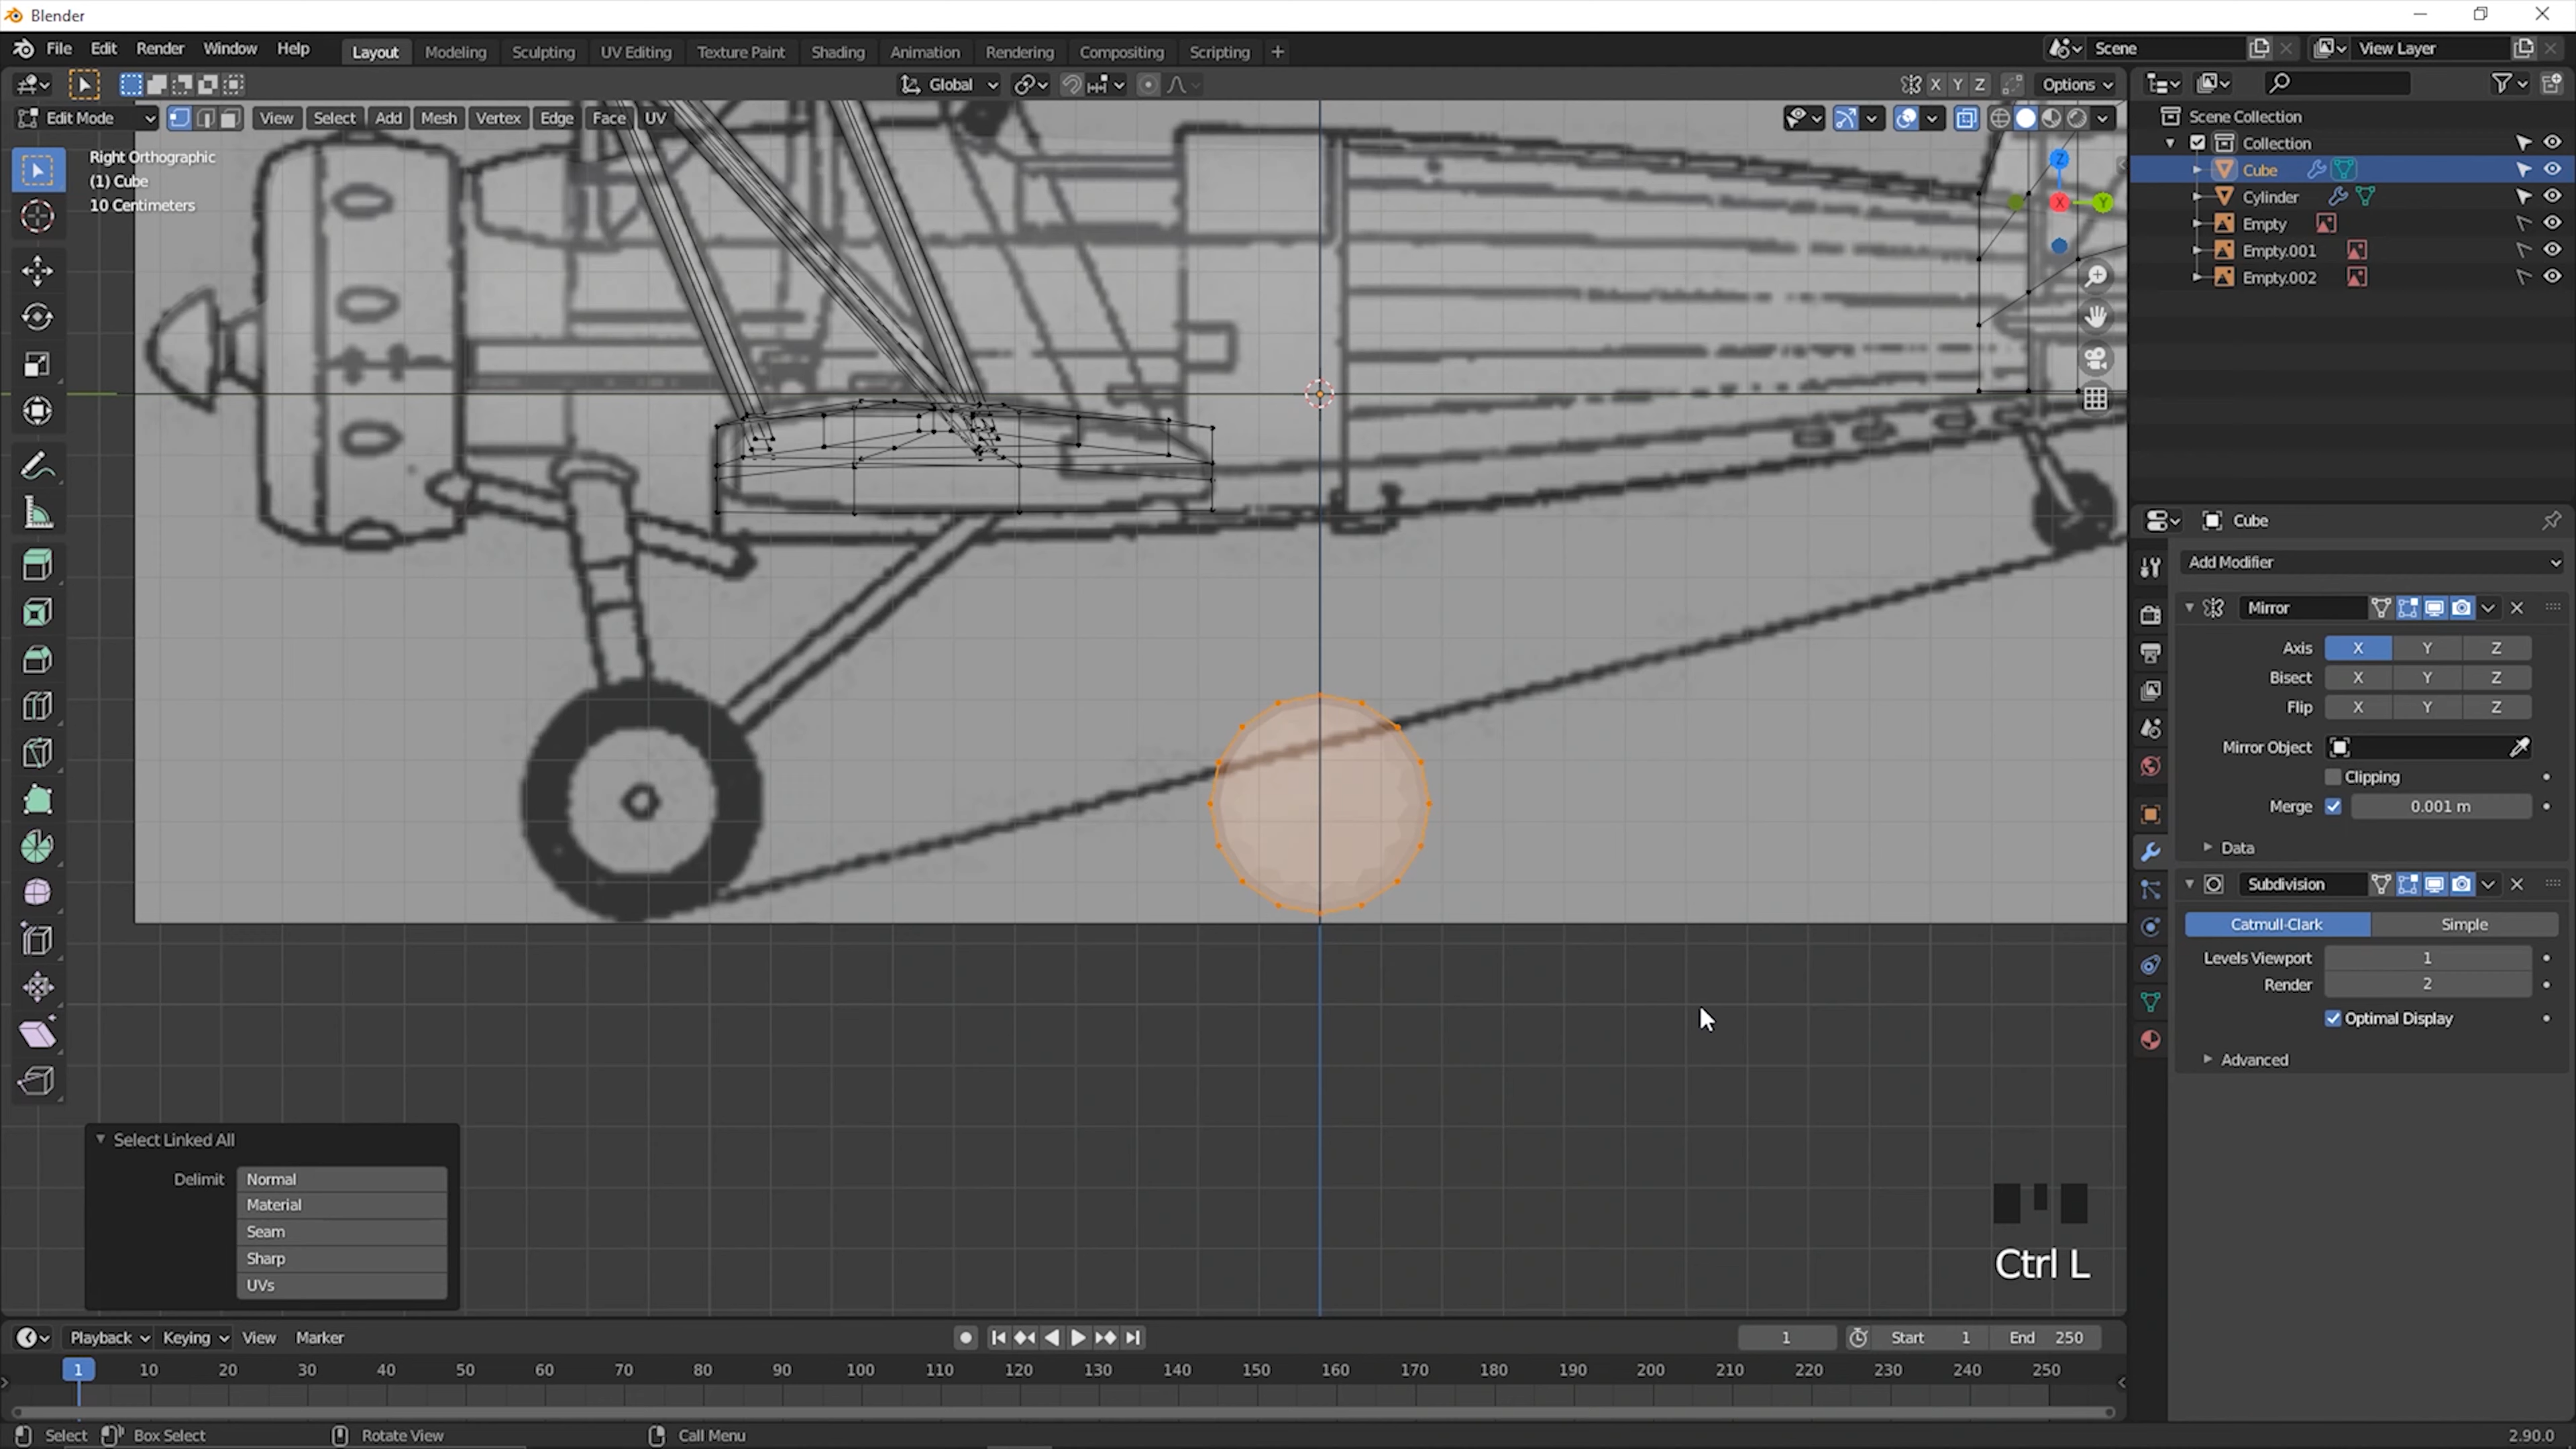 Blender
File Edit Render Window Help Layout Modeling Sculpting UV Editing Texture Paint Shading Animation Rendering Compositing Scripting + Scene View Layer
Global X Y Z Options
Edit Mode View Select Add Mesh Vertex Edge Face UV
Right Orthographic
(1) Cube
10 Centimeters
Z
X Y
Scene Collection
Collection
Cube
Cylinder
Empty
Empty.001
Empty.002
Cube
Add Modifier
Mirror
Axis X Y Z
Bisect X Y Z
Flip X Y Z
Mirror Object
Clipping
Merge 0.001 m
Data
Subdivision
Catmull-Clark Simple
Levels Viewport 1
Render 2
Optimal Display
Advanced
Select Linked All
Delimit Normal
Material
Seam
Sharp
UVs
Ctrl L
Playback Keying View Marker 1 Start 1 End 250
1 10 20 30 40 50 60 70 80 90 100 110 120 130 140 150 160 170 180 190 200 210 220 230 240 250
Select Box Select Rotate View Call Menu 2.90.0